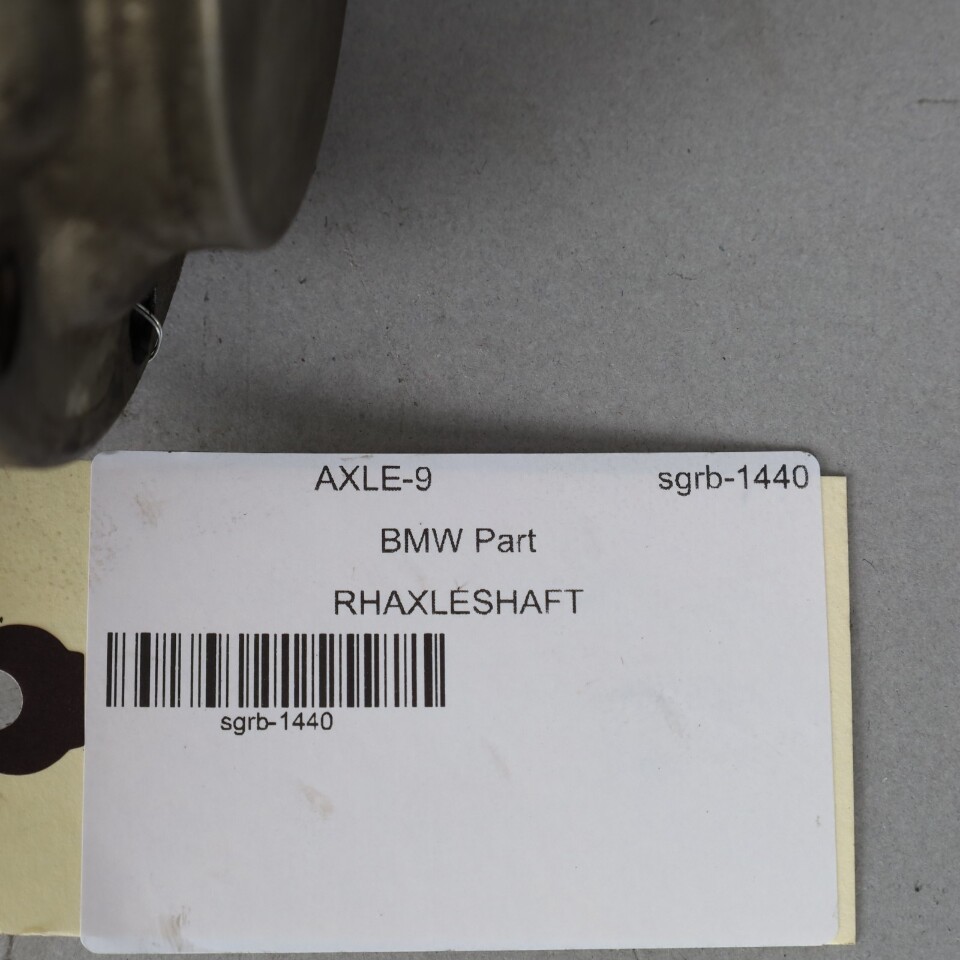 AXLE-9 sgrb-1440
BMW Part
RHAXLESHAFT
sgrb-1440